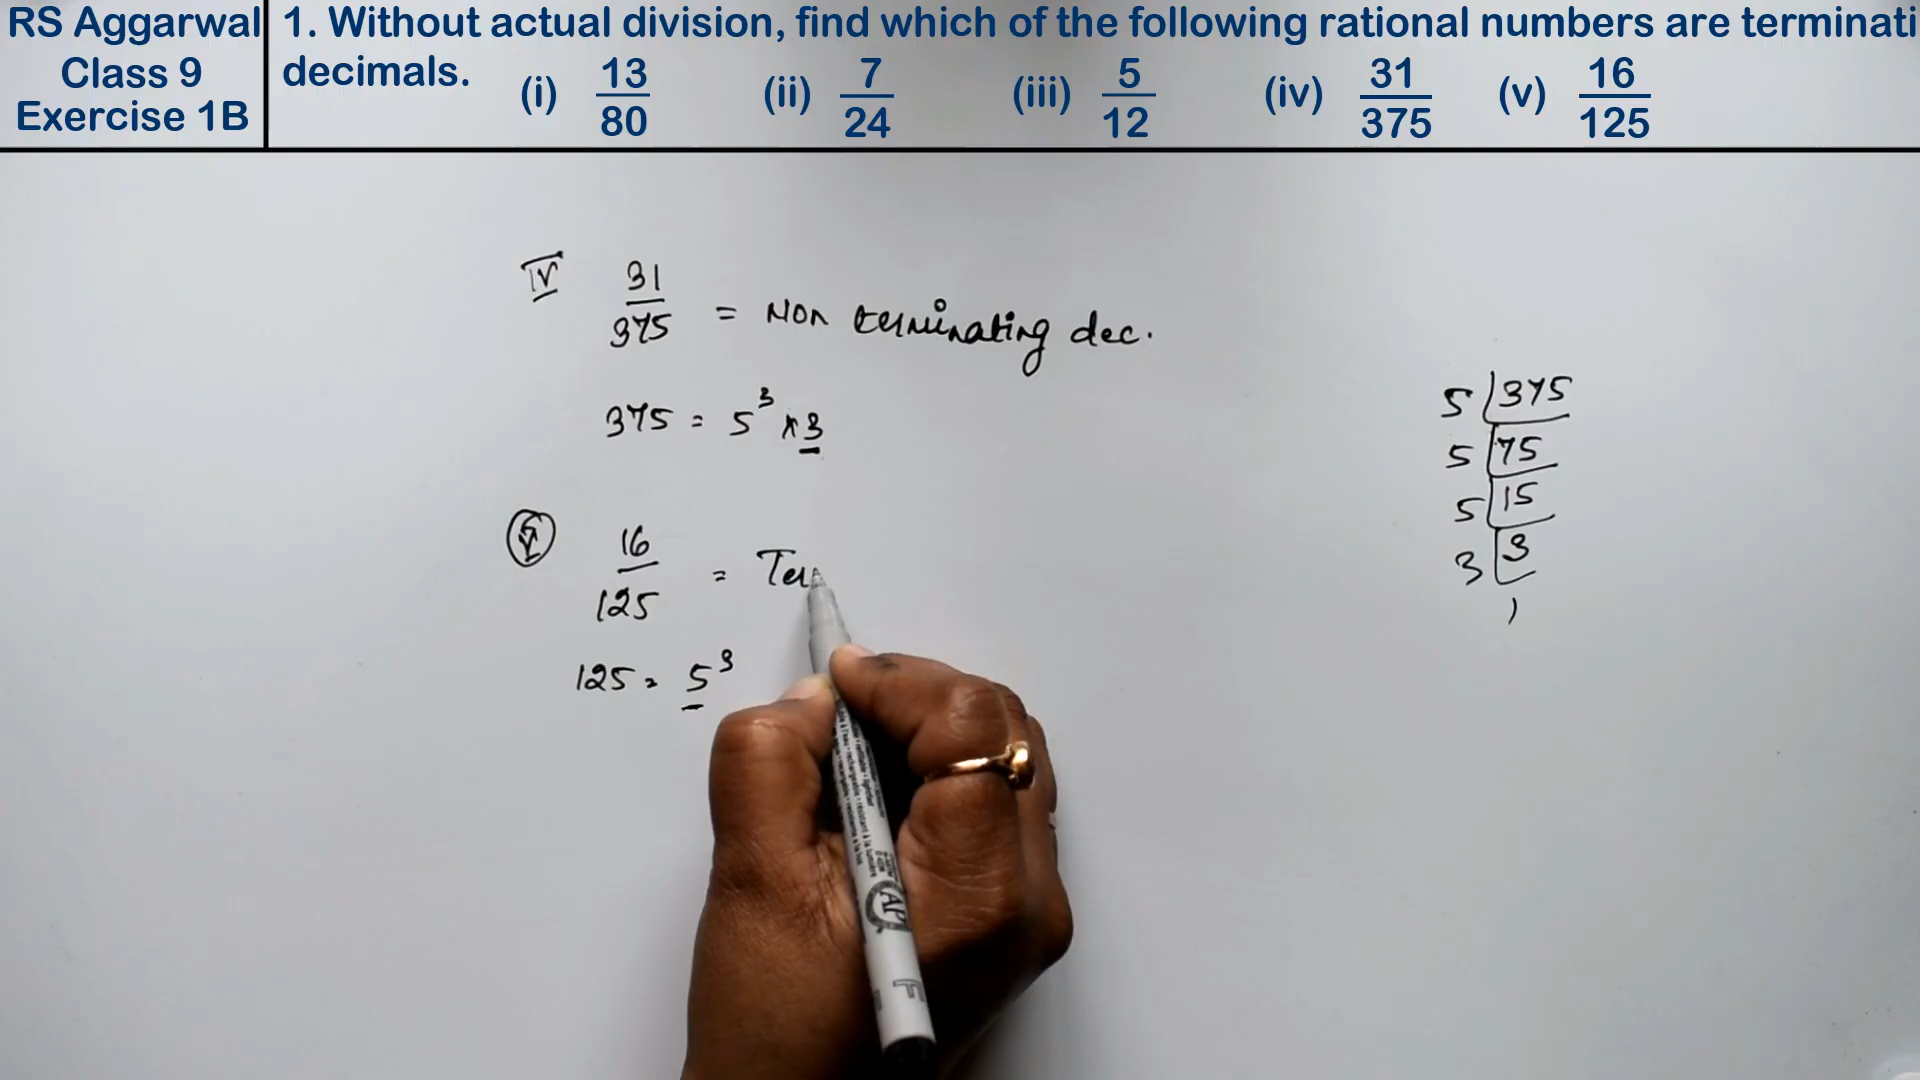 RS Aggarwal
Class 9
Exercise 1B
1. Without actual division, find which of the following rational numbers are terminati
decimals. (i) 13/80 (ii) 7/24 (iii) 5/12 (iv) 31/375 (v) 16/125
IV 31/375 = Non terminating dec.
375 = 5³ × 3
V 16/125 = Ter
125 = 5³
5 | 375
5 | 75
5 | 15
3 | 3
1
AP